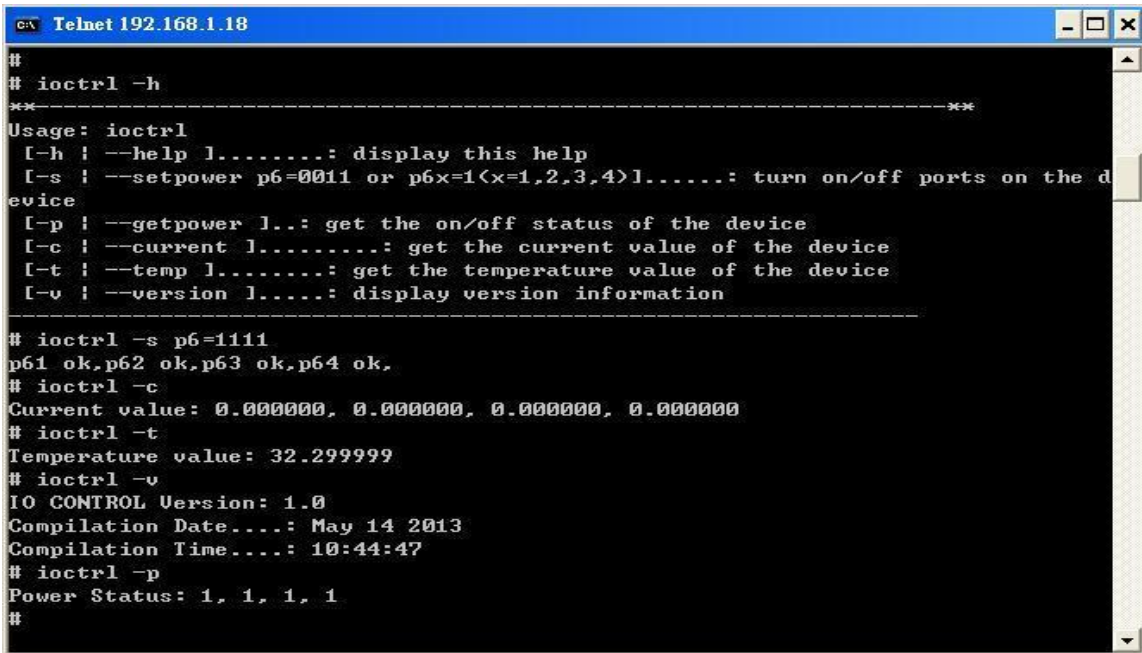 Telnet 192.168.1.18
#
# ioctrl -h
**-------------------------------------------------------------------**
Usage: ioctrl
[-h | --help ]........: display this help
[-s | --setpower p6=0011 or p6x=1(x=1,2,3,4)]......: turn on/off ports on the d
evice
[-p | --getpower ]..: get the on/off status of the device
[-c | --current ]..........: get the current value of the device
[-t | --temp ]........: get the temperature value of the device
[-v | --version ].....: display version information
-------------------------------------------------------------------
# ioctrl -s p6=1111
p61 ok,p62 ok,p63 ok,p64 ok,
# ioctrl -c
Current value: 0.000000, 0.000000, 0.000000, 0.000000
# ioctrl -t
Temperature value: 32.299999
# ioctrl -v
IO CONTROL Version: 1.0
Compilation Date....: May 14 2013
Compilation Time....: 10:44:47
# ioctrl -p
Power Status: 1, 1, 1, 1
#